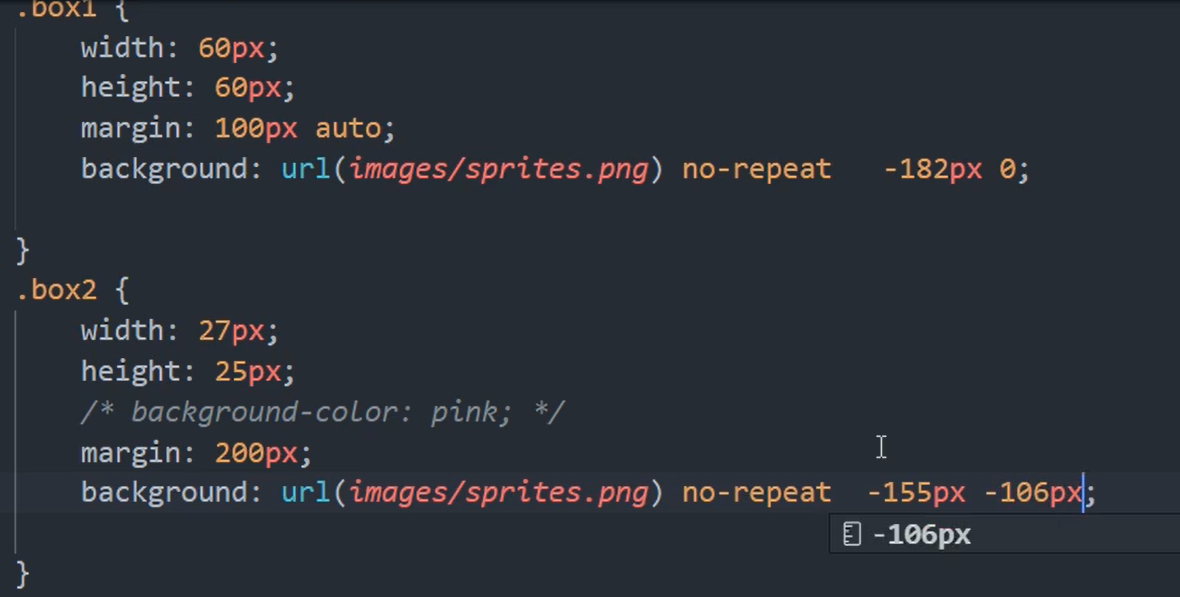 .box1 {
    width: 60px;
    height: 60px;
    margin: 100px auto;
    background: url(images/sprites.png) no-repeat   -182px 0;
}
.box2 {
    width: 27px;
    height: 25px;
    /* background-color: pink; */
    margin: 200px;
    background: url(images/sprites.png) no-repeat  -155px -106px;
-106px
}